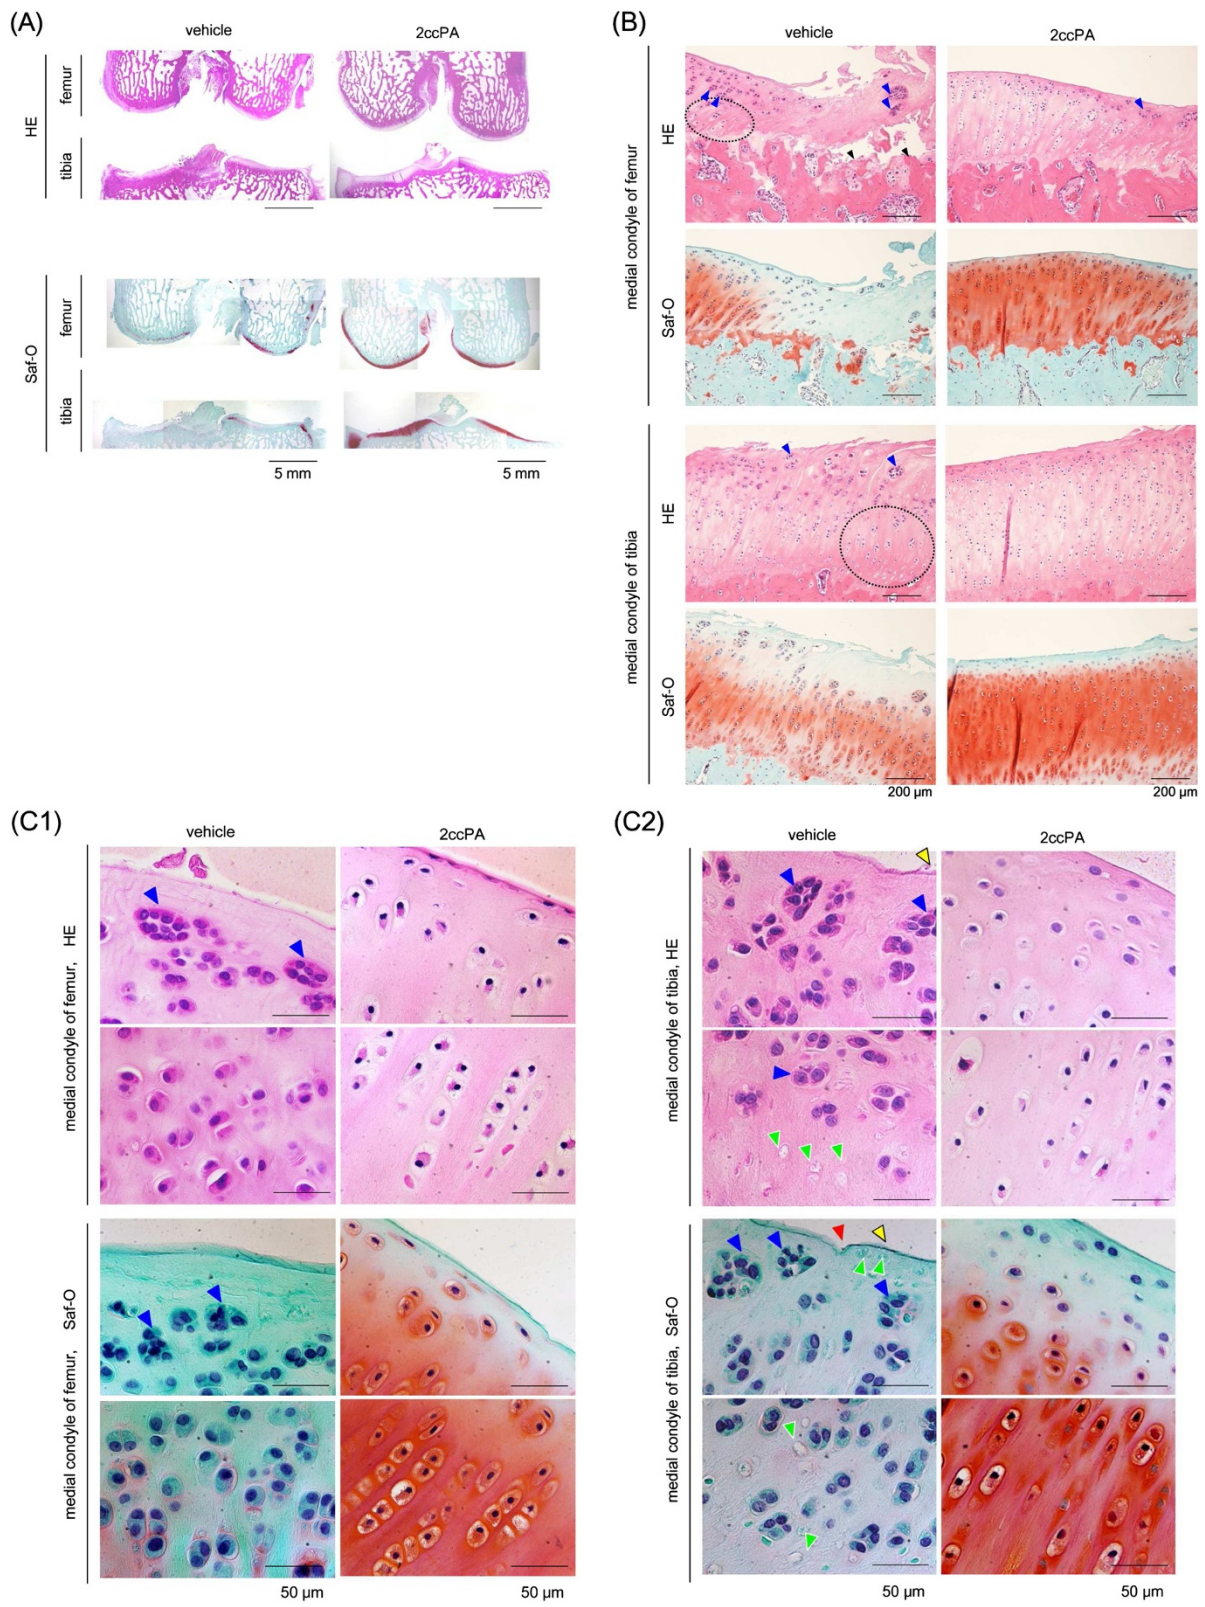 (A)
vehicle
2ccPA
HE
femur
tibia
Saf-O
femur
tibia
5 mm
5 mm
(B)
vehicle
2ccPA
medial condyle of femur
HE
Saf-O
medial condyle of tibia
HE
Saf-O
200 µm
200 µm
(C1)
vehicle
2ccPA
medial condyle of femur, HE
medial condyle of femur, Saf-O
50 µm
50 µm
(C2)
vehicle
2ccPA
medial condyle of tibia, HE
medial condyle of tibia, Saf-O
50 µm
50 µm